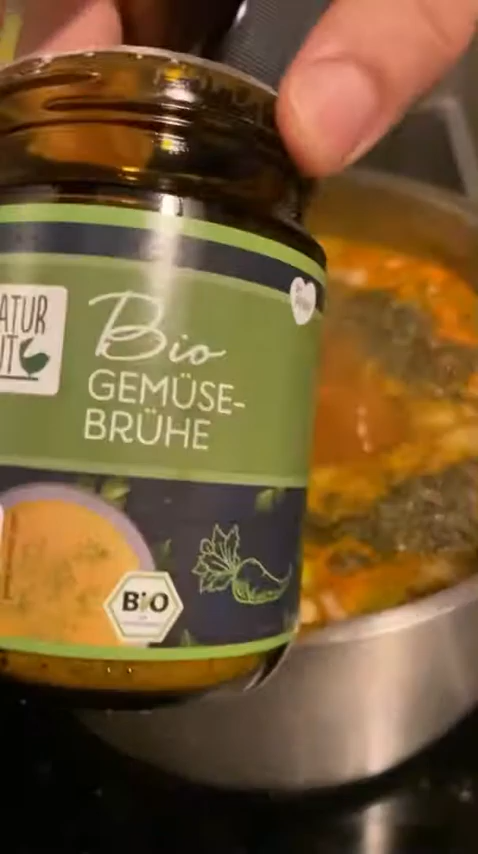 ATUR
UT
Bio
GEMÜSE-
BRÜHE
BIO